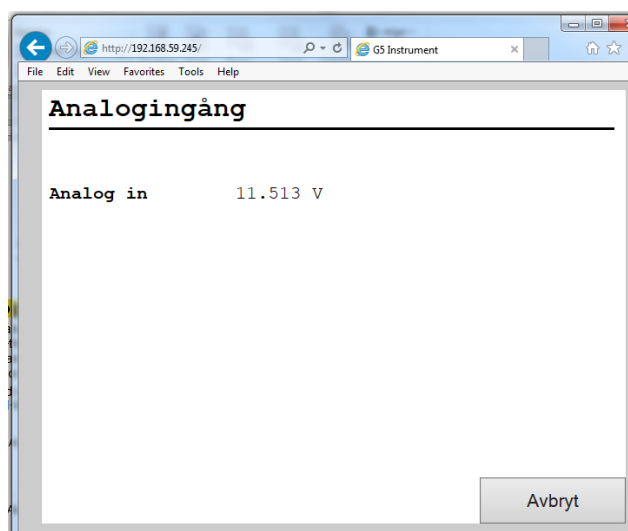 http://192.168.59.245/
G5 Instrument
File Edit View Favorites Tools Help
Analogingång
Analog in 11.513 V
Avbryt